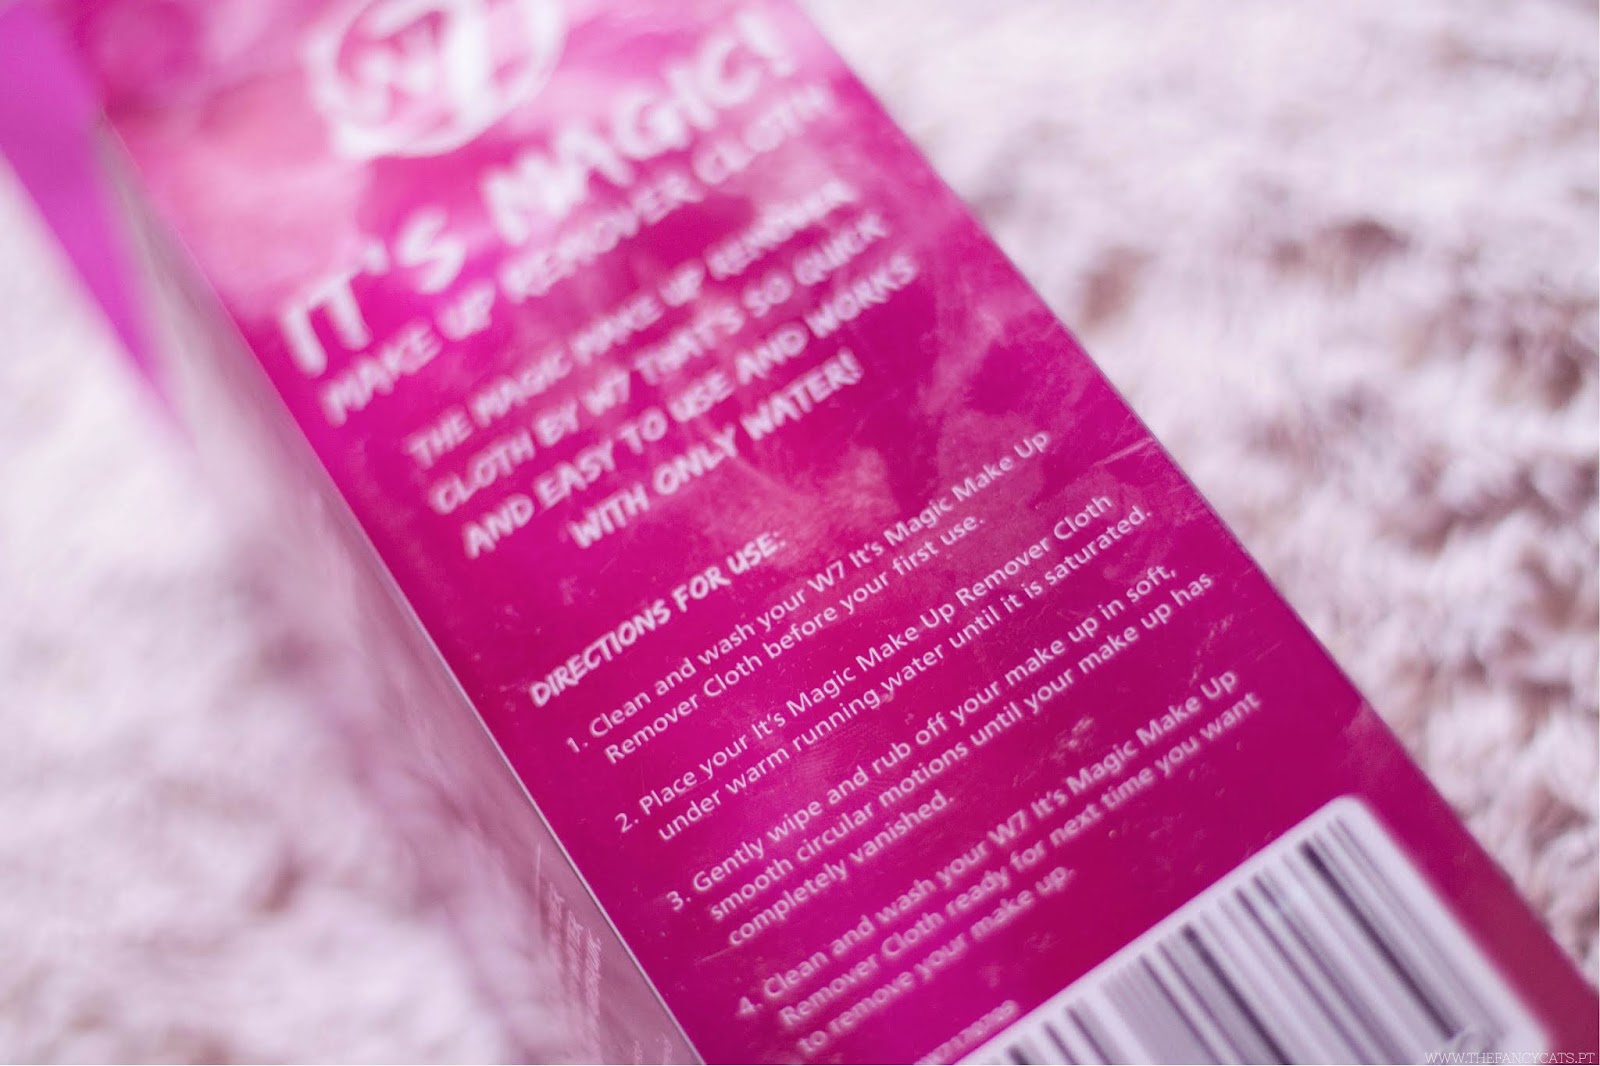 W7
IT'S MAGIC!
MAKE UP REMOVER CLOTH
THE MAGIC MAKE UP REMOVER
CLOTH BY W7 THAT'S SO QUICK
AND EASY TO USE AND WORKS
WITH ONLY WATER!
DIRECTIONS FOR USE:
1. Clean and wash your W7 It's Magic Make Up
Remover Cloth before your first use.
2. Place your It's Magic Make-Up Remover Cloth
under warm running water until it is saturated.
3. Gently wipe and rub off your make up in soft,
smooth circular motions until your make up has
completely vanished.
4. Clean and wash your W7 It's Magic Make Up
Remover Cloth ready for next time you want
to remove your make up.
WWW.THEFANCYCATS.PT